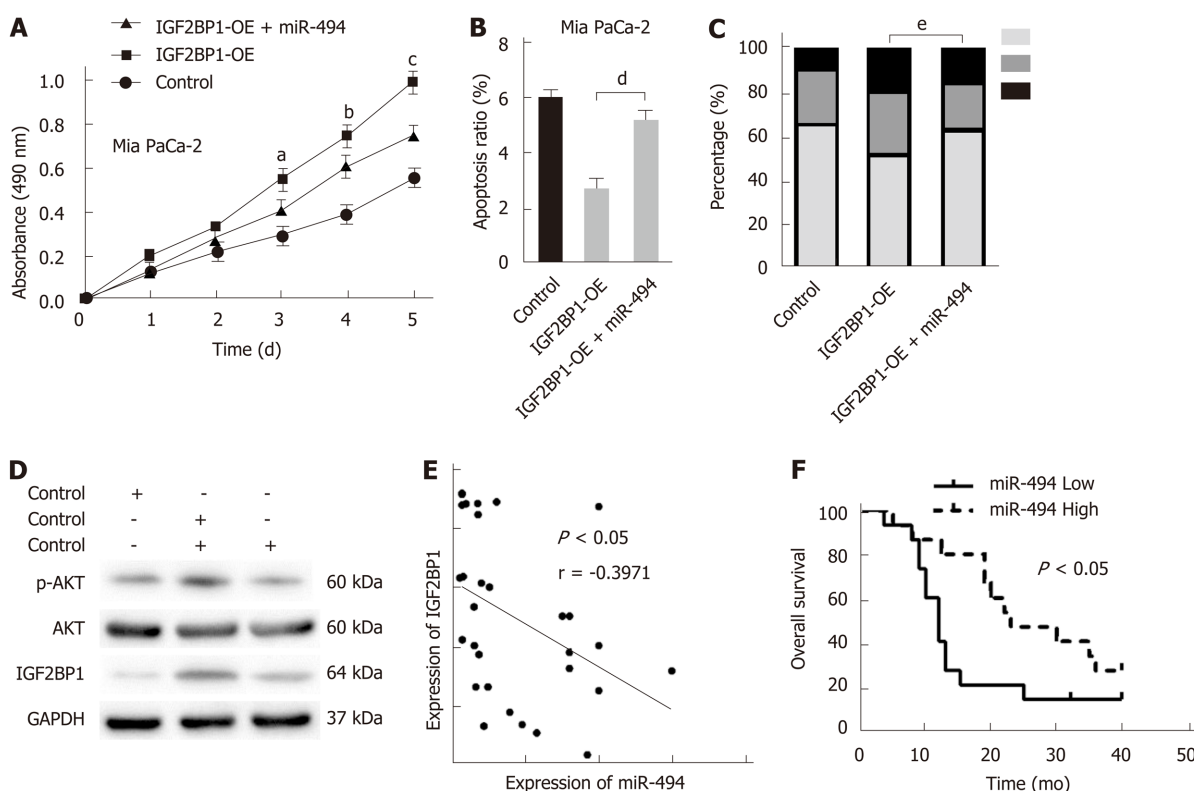 A
IGF2BP1-OE + miR-494
IGF2BP1-OE
Control
Mia PaCa-2
a
b
c
Absorbance (490 nm)
1.0
0.8
0.6
0.4
0.2
0.0
0 1 2 3 4 5
Time (d)
B
Mia PaCa-2
d
Apoptosis ratio (%)
8
6
4
2
0
Control
IGF2BP1-OE
IGF2BP1-OE + miR-494
C
e
Percentage (%)
100
80
60
40
20
0
Control
IGF2BP1-OE
IGF2BP1-OE + miR-494
D
Control + - -
Control - + -
Control - + +
p-AKT 60 kDa
AKT 60 kDa
IGF2BP1 64 kDa
GAPDH 37 kDa
E
P < 0.05
r = -0.3971
Expression of IGF2BP1
Expression of miR-494
F
miR-494 Low
miR-494 High
P < 0.05
Overall survival
100
80
60
40
20
0
0 10 20 30 40 50
Time (mo)